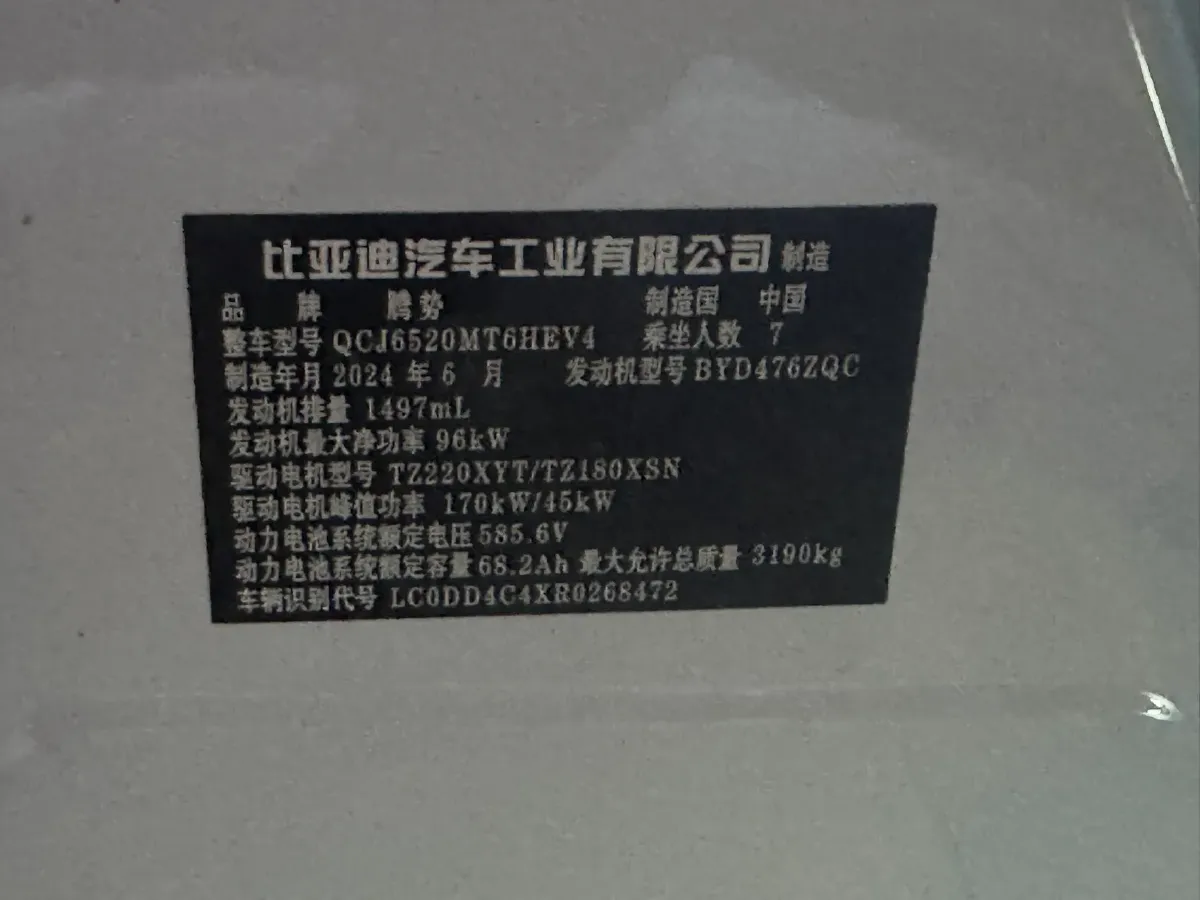 比亚迪汽车工业有限公司 制造
品 牌 腾势 制造国 中国
整车型号 QCJ6520MT6HEV4 乘坐人数 7
制造年月 2024 年 6 月 发动机型号 BYD476ZQC
发动机排量 1497mL
发动机最大净功率 96kW
驱动电机型号 TZ220XYT/TZ180XSN
驱动电机峰值功率 170kW/45kW
动力电池系统额定电压 585.6V
动力电池系统额定容量 68.2Ah 最大允许总质量 3190kg
车辆识别代号 LC0DD4C4XR0268472